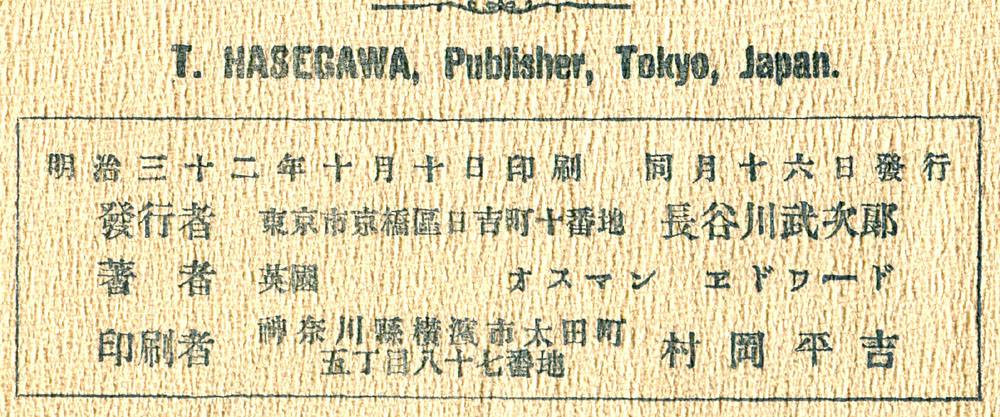 T. HASEGAWA, Publisher, Tokyo, Japan.
明治三十二年十月十日印刷 同月十六日發行
發行者 東京市京橋區日吉町十番地 長谷川武次郎
著者 英國 オスマン ヱドワード
印刷者 神奈川縣橫濱市太田町 村岡平吉
五丁目八十七番地